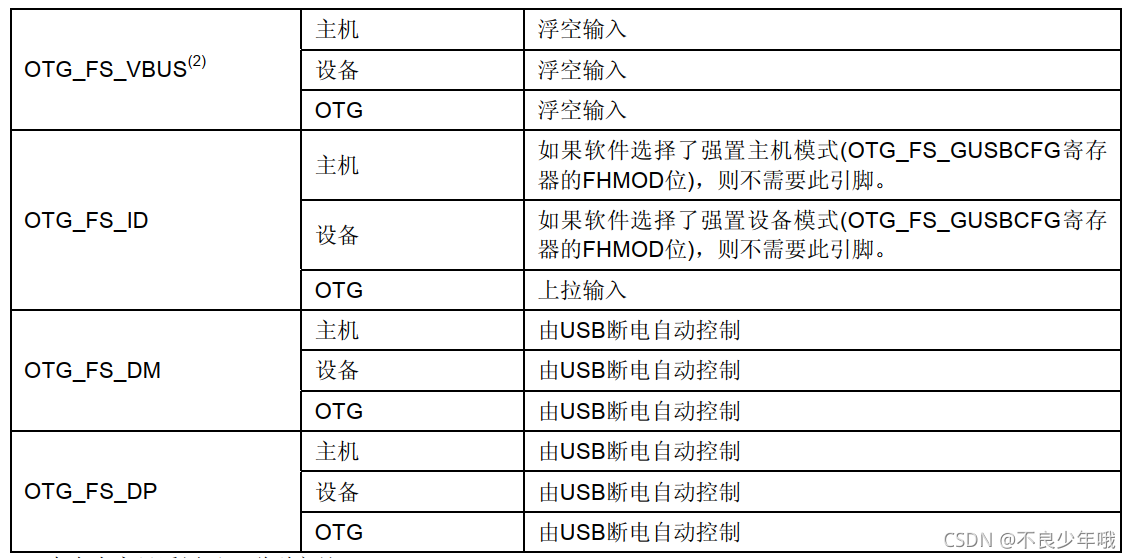 OTG_FS_VBUS(2)
主机
浮空输入
设备
浮空输入
OTG
浮空输入
OTG_FS_ID
主机
如果软件选择了强置主机模式(OTG_FS_GUSBCFG寄存
器的FHMOD位)，则不需要此引脚。
设备
如果软件选择了强置设备模式(OTG_FS_GUSBCFG寄存
器的FHMOD位)，则不需要此引脚。
OTG
上拉输入
OTG_FS_DM
主机
由USB断电自动控制
设备
由USB断电自动控制
OTG
由USB断电自动控制
OTG_FS_DP
主机
由USB断电自动控制
设备
由USB断电自动控制
OTG
由USB断电自动控制
CSDN @不良少年哦